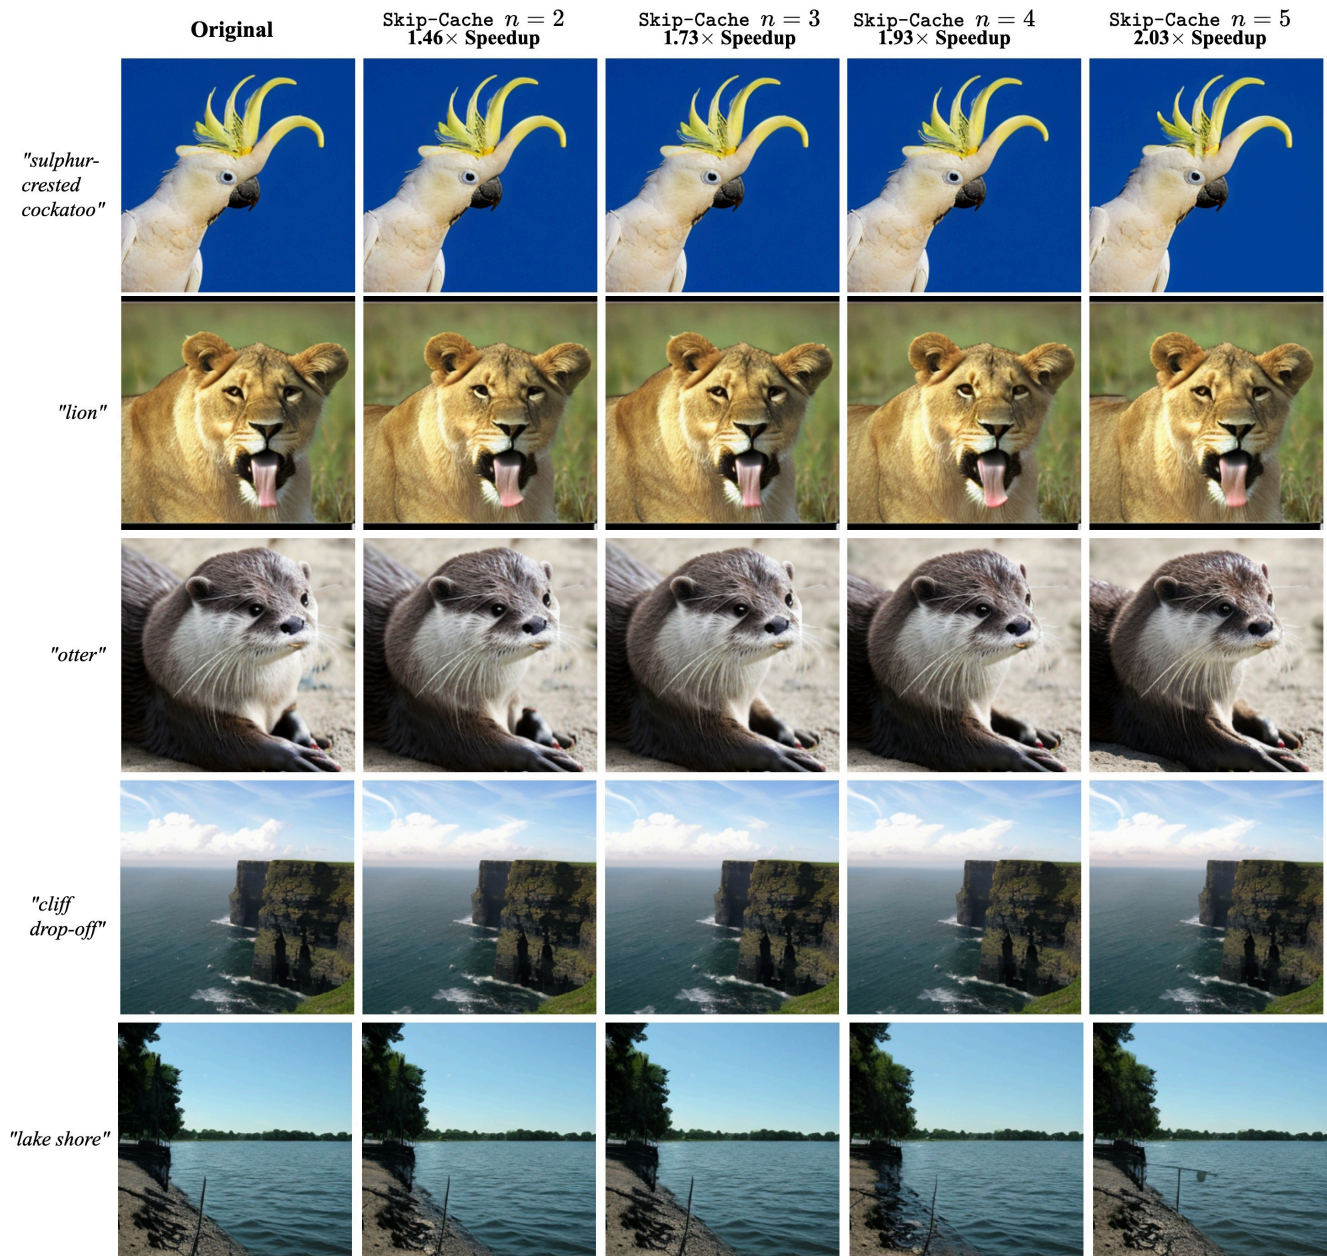 Original
Skip-Cache n = 2
1.46× Speedup
Skip-Cache n = 3
1.73× Speedup
Skip-Cache n = 4
1.93× Speedup
Skip-Cache n = 5
2.03× Speedup
"sulphur-
crested
cockatoo"
"lion"
"otter"
"cliff
drop-off"
"lake shore"